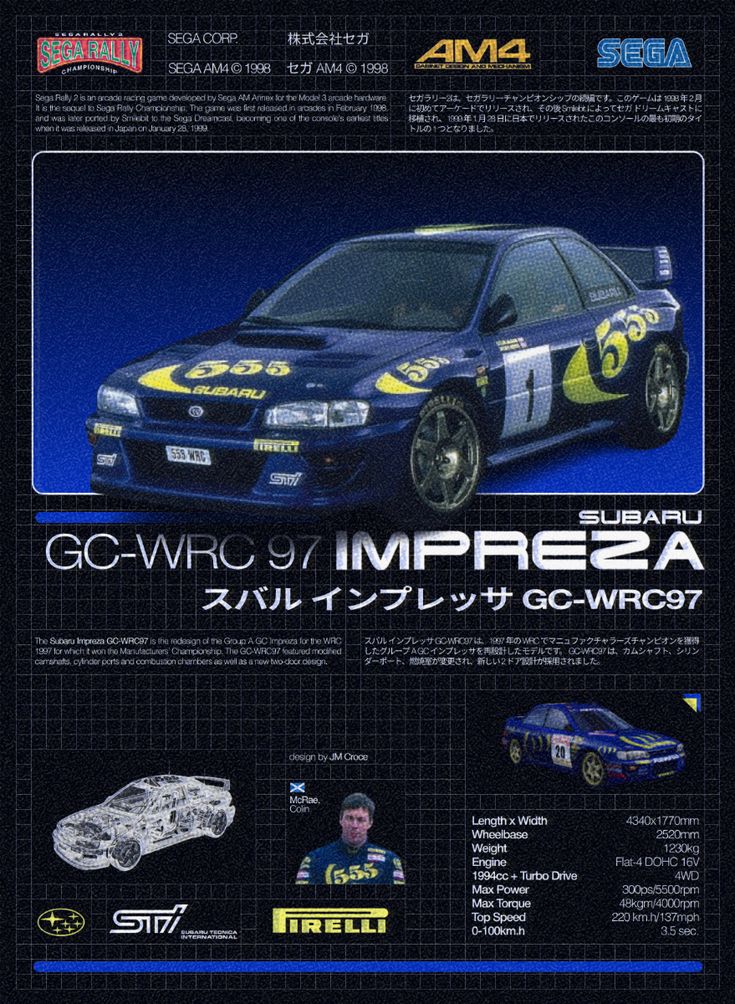 SEGA RALLY 2
SEGA RALLY
CHAMPIONSHIP
SEGA CORP.
株式会社セガ
SEGA AM4 © 1998
セガ AM4 © 1998
AM4
CABINET DESIGN AND MECHANISM
SEGA
Sega Rally 2 is an arcade racing game developed by Sega AM Annex for the Model 3 arcade hardware.
It is the sequel to Sega Rally Championship. The game was first released in arcades in February 1998,
and was later ported by Smilebit to the Sega Dreamcast, becoming one of the console's earliest titles
when it was released in Japan on January 28, 1999.
セガラリー2は、セガラリーチャンピオンシップの続編です。このゲームは 1998 年 2 月
に初めてアーケードでリリースされ、その後 Smilebit によってセガ ドリームキャストに
移植され、1999 年 1 月 28 日に日本でリリースされたこのコンソールの最も初期のタイ
トルの 1 つとなりました。
SUBARU
555
555
555
SUBARU
1
PIRELLI
555 WRC
PIRELLI
STi
STi
SUBARU
GC-WRC 97 IMPREZA
スバル インプレッサ GC-WRC97
The Subaru Impreza GC-WRC97 is the redesign of the Group A GC Impreza for the WRC
1997 for which it won the Manufacturers' Championship. The GC-WRC97 featured modified
camshafts, cylinder ports and combustion chambers as well as a new two-door design.
スバル インプレッサ GC-WRC97 は、1997 年の WRC でマニュファクチャラーズチャンピオンを獲得
したグループ A GC インプレッサを再設計したモデルです。 GC-WRC97 は、カムシャフト、シリン
ダーポート、燃焼室が変更され、新しい 2 ドア設計が採用されました。
20
design by JM Croce
McRae,
Colin
555
Length x Width 4340x1770mm
Wheelbase 2520mm
Weight 1230kg
Engine Flat-4 DOHC 16V
1994cc + Turbo Drive 4WD
Max Power 300ps/5500rpm
Max Torque 48kgm/4000rpm
Top Speed 220 km.h/137mph
0-100km.h 3.5 sec.
STi
SUBARU TECNICA
INTERNATIONAL
PIRELLI